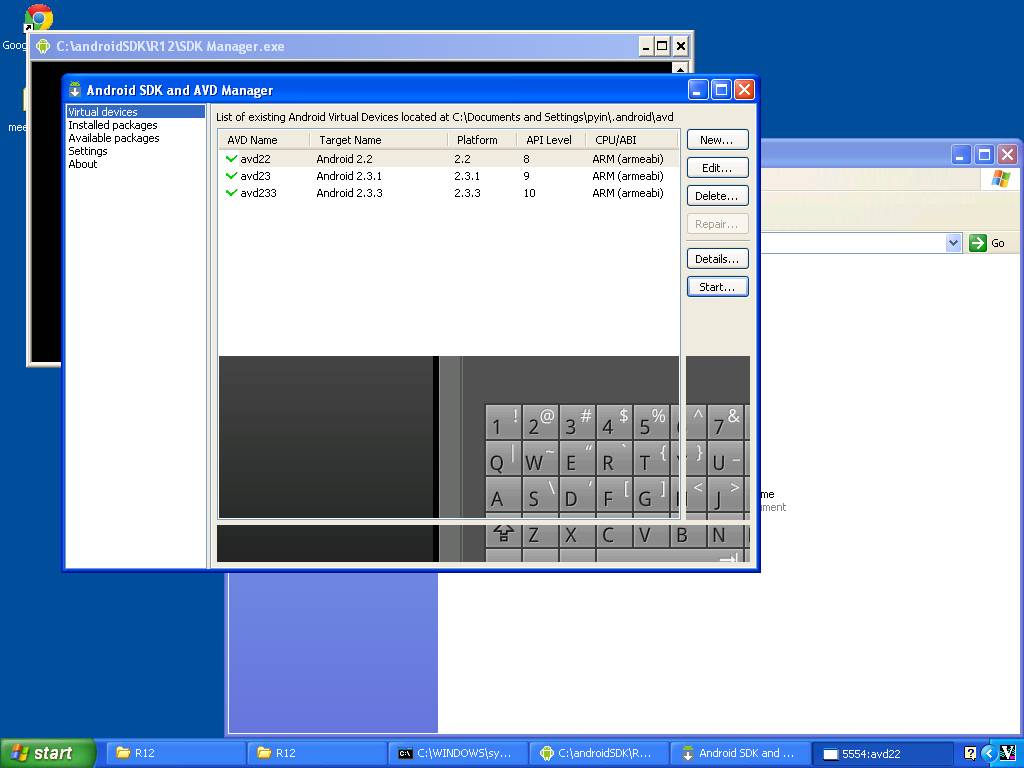 Goog
C:\androidSDK\R12\SDK Manager.exe
mee
Android SDK and AVD Manager
Virtual devices
Installed packages
Available packages
Settings
About
List of existing Android Virtual Devices located at C:\Documents and Settings\pyin\.android\avd
AVD Name Target Name Platform API Level CPU/ABI
avd22 Android 2.2 2.2 8 ARM (armeabi)
avd23 Android 2.3.1 2.3.1 9 ARM (armeabi)
avd233 Android 2.3.3 2.3.3 10 ARM (armeabi)
New...
Edit...
Delete...
Repair...
Details...
Start...
Go
1 ! 2 @ 3 # 4 $ 5 % ^ 7 &
Q | W ~ E " R ` T { } U _
A S \ D ' F [ G ] < J >
Z X C V B N
me
ment
start R12 R12 C:\WINDOWS\sy... C:\androidSDK\R... Android SDK and ... 5554:avd22